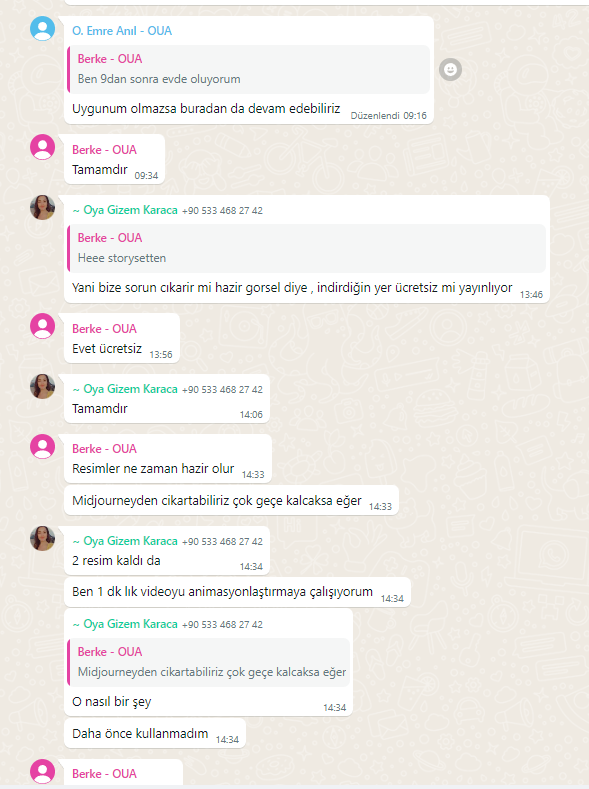 O. Emre Anıl - OUA
Berke - OUA
Ben 9dan sonra evde oluyorum
Uygunum olmazsa buradan da devam edebiliriz
Düzenlendi 09:16
Berke - OUA
Tamamdır 09:34
~ Oya Gizem Karaca +90 533 468 27 42
Berke - OUA
Heee storysetten
Yani bize sorun cıkarir mi hazir gorsel diye , indirdiğin yer ücretsiz mi yayınlıyor 13:46
Berke - OUA
Evet ücretsiz 13:56
~ Oya Gizem Karaca +90 533 468 27 42
Tamamdır 14:06
Berke - OUA
Resimler ne zaman hazir olur 14:33
Midjourneyden cikartabiliriz çok geçe kalcaksa eğer 14:33
~ Oya Gizem Karaca +90 533 468 27 42
2 resim kaldı da 14:34
Ben 1 dk lık videoyu animasyonlaştırmaya çalışıyorum 14:34
~ Oya Gizem Karaca +90 533 468 27 42
Berke - OUA
Midjourneyden cikartabiliriz çok geçe kalcaksa eğer
O nasıl bir şey 14:34
Daha önce kullanmadım 14:34
Berke - OUA